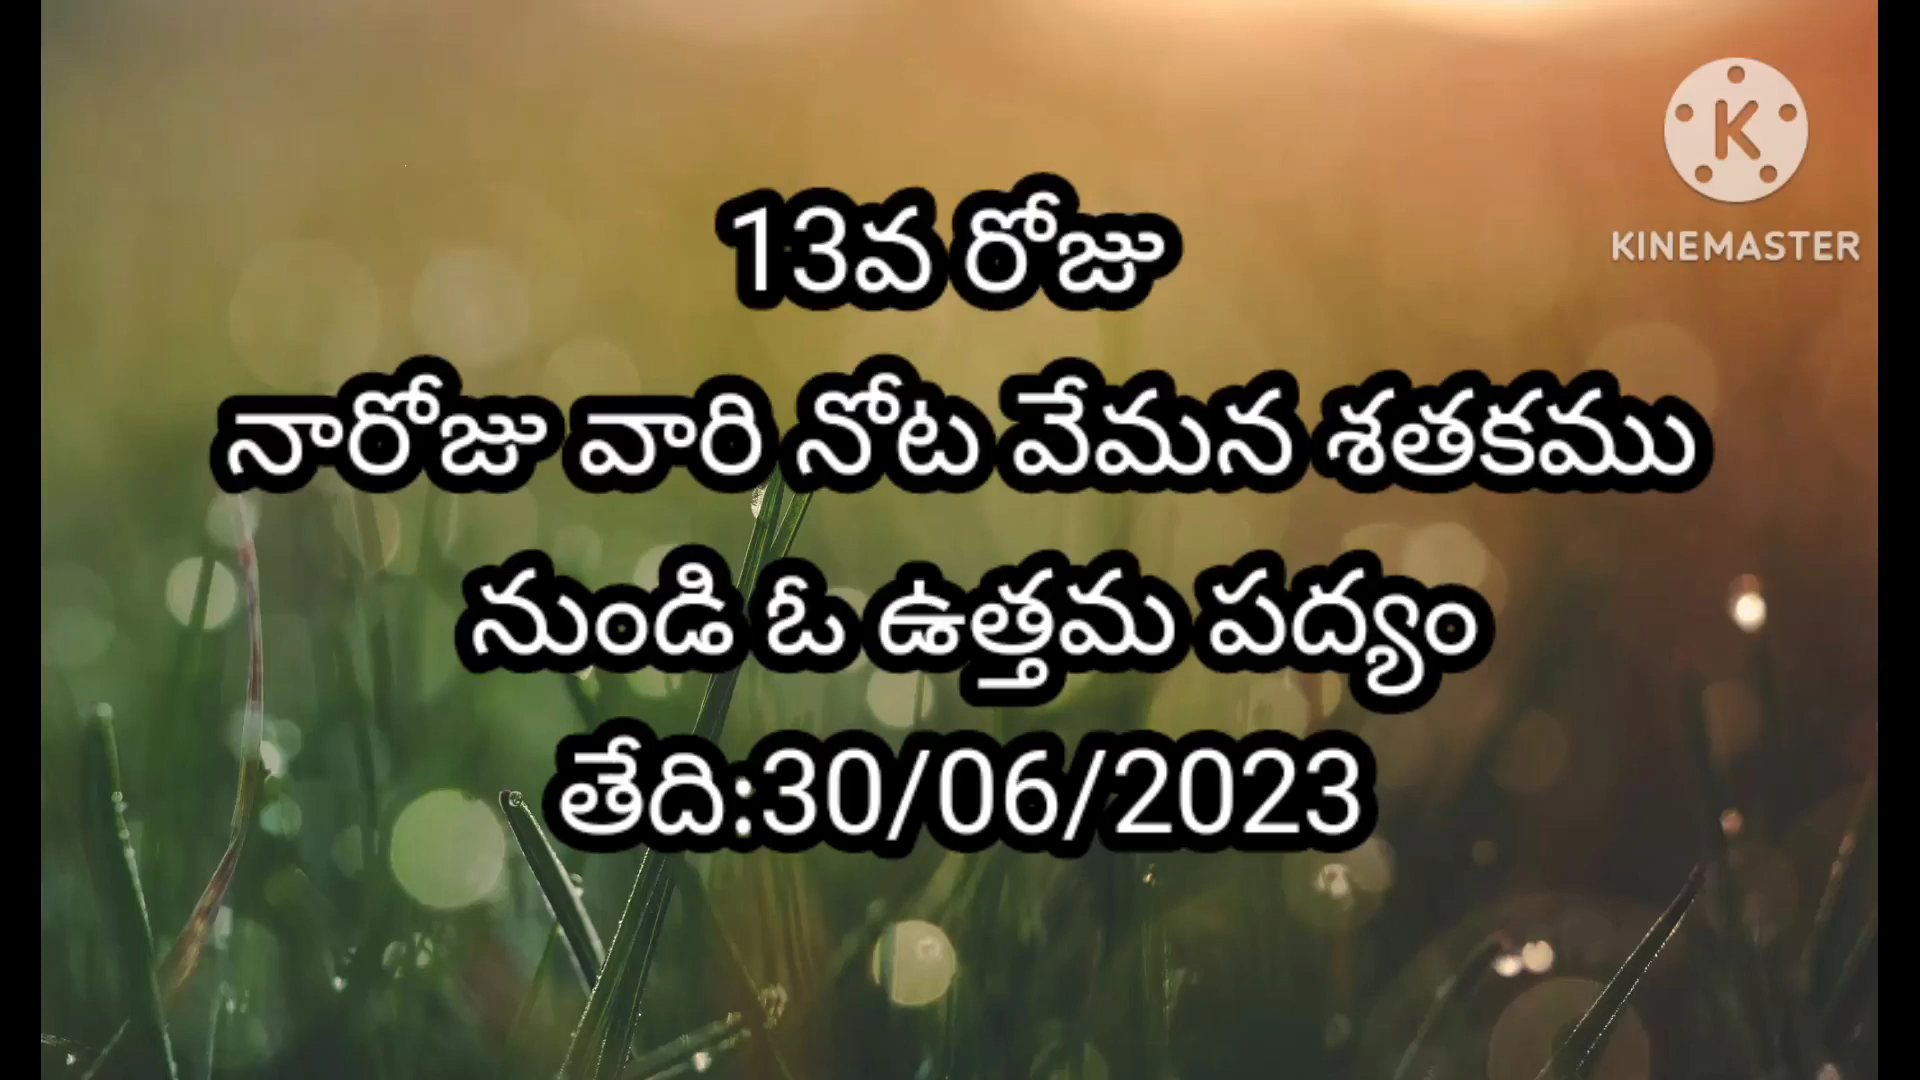 KINEMASTER
13వ రోజు
నారోజు వారి నోట వేమన శతకము
నుండి ఓ ఉత్తమ పద్యం
తేది:30/06/2023